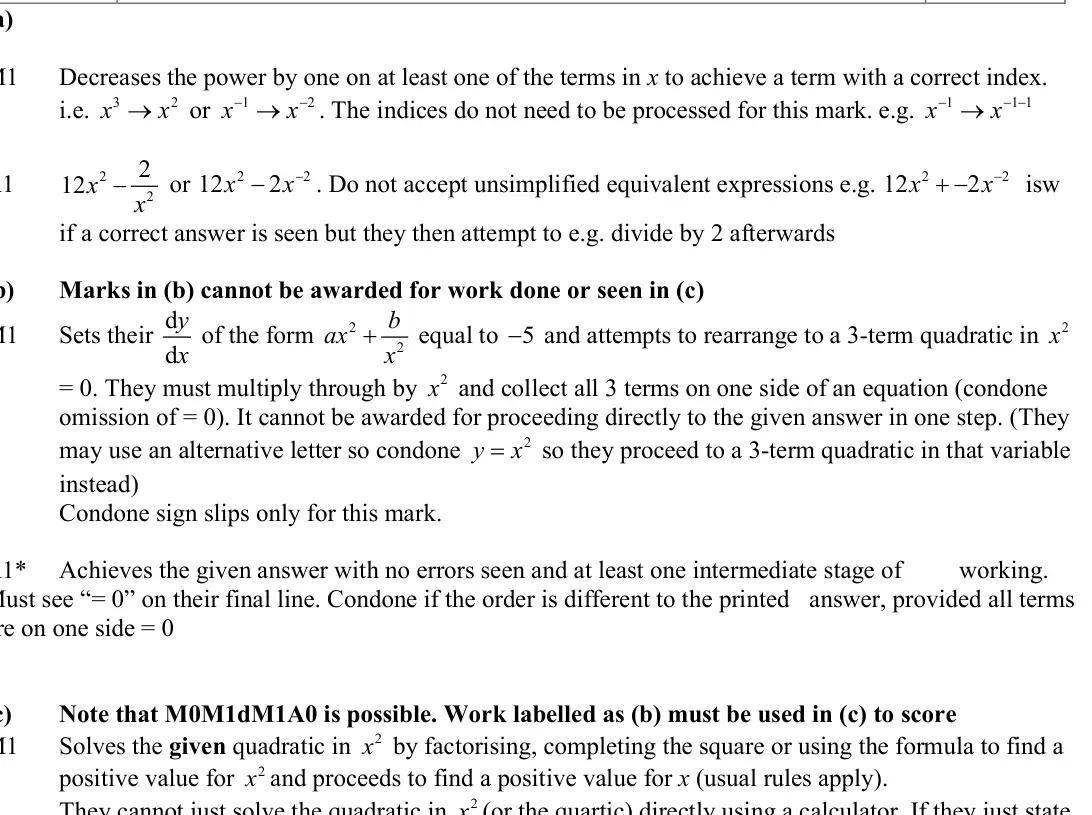 a)
M1 Decreases the power by one on at least one of the terms in x to achieve a term with a correct index.
i.e. x³ → x² or x⁻¹ → x⁻². The indices do not need to be processed for this mark. e.g. x⁻¹ → x⁻¹⁻¹
A1 12x² − 2/x² or 12x² − 2x⁻². Do not accept unsimplified equivalent expressions e.g. 12x² + −2x⁻² isw
if a correct answer is seen but they then attempt to e.g. divide by 2 afterwards
b) Marks in (b) cannot be awarded for work done or seen in (c)
M1 Sets their dy/dx of the form ax² + b/x² equal to −5 and attempts to rearrange to a 3-term quadratic in x²
= 0. They must multiply through by x² and collect all 3 terms on one side of an equation (condone
omission of = 0). It cannot be awarded for proceeding directly to the given answer in one step. (They
may use an alternative letter so condone y = x² so they proceed to a 3-term quadratic in that variable
instead)
Condone sign slips only for this mark.
A1* Achieves the given answer with no errors seen and at least one intermediate stage of working.
Must see “= 0” on their final line. Condone if the order is different to the printed answer, provided all terms
are on one side = 0
c) Note that M0M1dM1A0 is possible. Work labelled as (b) must be used in (c) to score
M1 Solves the given quadratic in x² by factorising, completing the square or using the formula to find a
positive value for x² and proceeds to find a positive value for x (usual rules apply).
They cannot just solve the quadratic in x² (or the quartic) directly using a calculator. If they just state